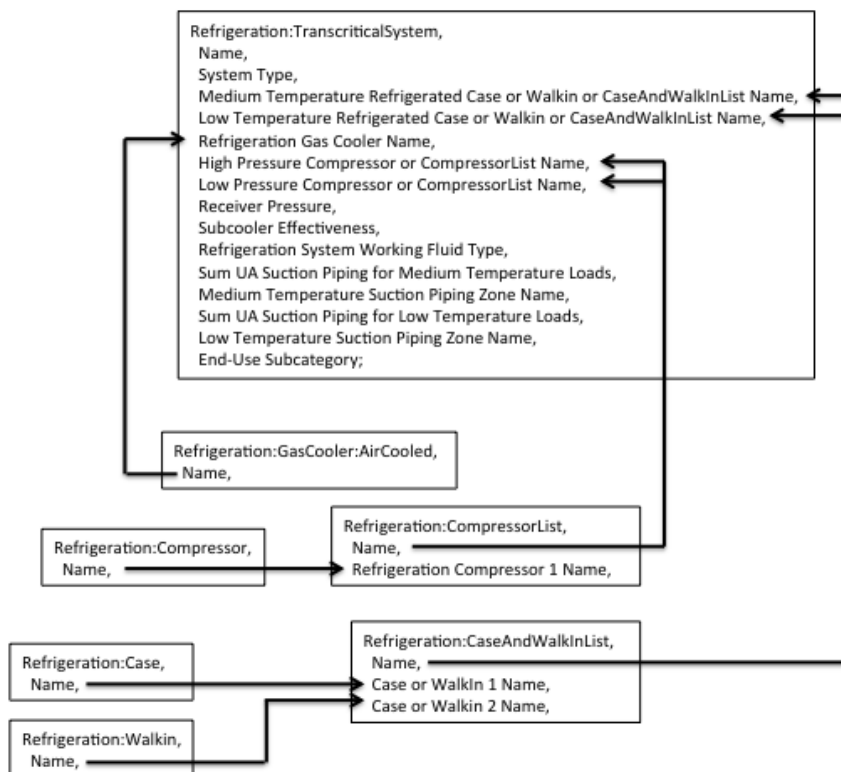 Refrigeration:TranscriticalSystem,
Name,
System Type,
Medium Temperature Refrigerated Case or Walkin or CaseAndWalkInList Name,
Low Temperature Refrigerated Case or Walkin or CaseAndWalkInList Name,
Refrigeration Gas Cooler Name,
High Pressure Compressor or CompressorList Name,
Low Pressure Compressor or CompressorList Name,
Receiver Pressure,
Subcooler Effectiveness,
Refrigeration System Working Fluid Type,
Sum UA Suction Piping for Medium Temperature Loads,
Medium Temperature Suction Piping Zone Name,
Sum UA Suction Piping for Low Temperature Loads,
Low Temperature Suction Piping Zone Name,
End-Use Subcategory;
Refrigeration:GasCooler:AirCooled,
Name,
Refrigeration:Compressor,
Name,
Refrigeration:CompressorList,
Name,
Refrigeration Compressor 1 Name,
Refrigeration:Case,
Name,
Refrigeration:CaseAndWalkInList,
Name,
Case or WalkIn 1 Name,
Case or Walkin 2 Name,
Refrigeration:Walkin,
Name,